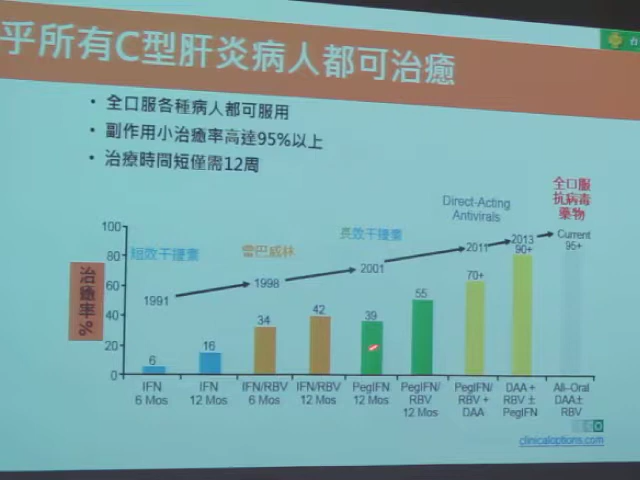 乎所有C型肝炎病人都可治癒
• 全口服各種病人都可服用
• 副作用小治癒率高達95%以上
• 治療時間短僅需12周
全口服
抗病毒
藥物
Direct-Acting
Antivirals
長效干擾素
雷巴威林
短效干擾素
1991
1998
2001
2011
2013
Current
95+
90+
70+
治癒率%
100
80
60
40
20
0
6
16
34
42
39
55
IFN
6 Mos
IFN
12 Mos
IFN/RBV
6 Mos
IFN/RBV
12 Mos
PegIFN
12 Mos
PegIFN/
RBV
12 Mos
PegIFN/
RBV +
DAA
DAA +
RBV ±
PegIFN
All–Oral
DAA±
RBV
clinicaloptions.com